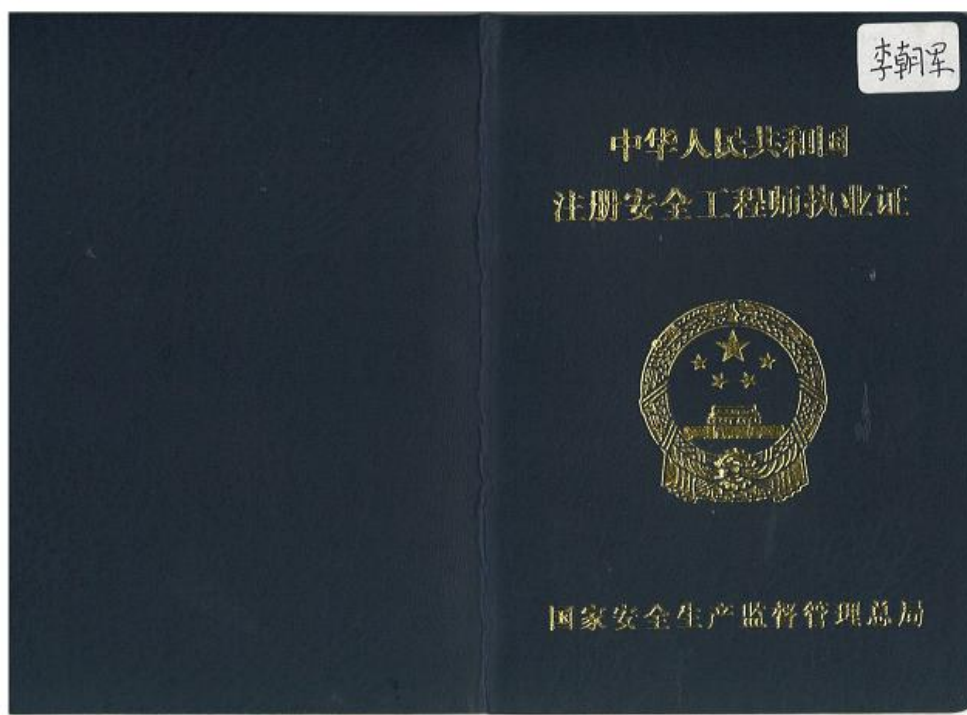 李朝军
中华人民共和国
注册安全工程师执业证
国家安全生产监督管理总局